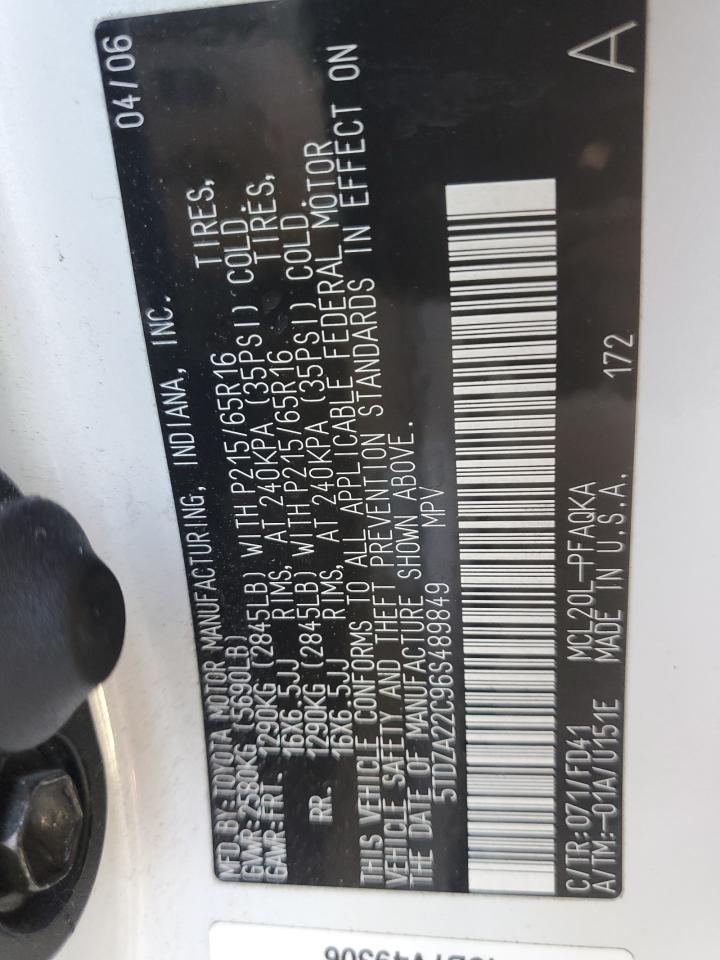 MFD. BY: TOYOTA MOTOR MANUFACTURING, INDIANA, INC. 04/06
GVWR: 2580KG (5690LB)
GAWR: FRT. 1290KG (2845LB) WITH P215/65R16 TIRES,
16X6.5JJ RIMS, AT 240KPA (35PSI) COLD.
RR. 1290KG (2845LB) WITH P215/65R16 TIRES,
16X6.5JJ RIMS, AT 240KPA (35PSI) COLD.
THIS VEHICLE CONFORMS TO ALL APPLICABLE FEDERAL MOTOR
VEHICLE SAFETY AND THEFT PREVENTION STANDARDS IN EFFECT ON
THE DATE OF MANUFACTURE SHOWN ABOVE.
5TDZA22C96S489849 MPV
C/TR: 071/FD41 MCL20L-PFAQKA 172 A
A/TM: -01A/U151E MADE IN U.S.A.